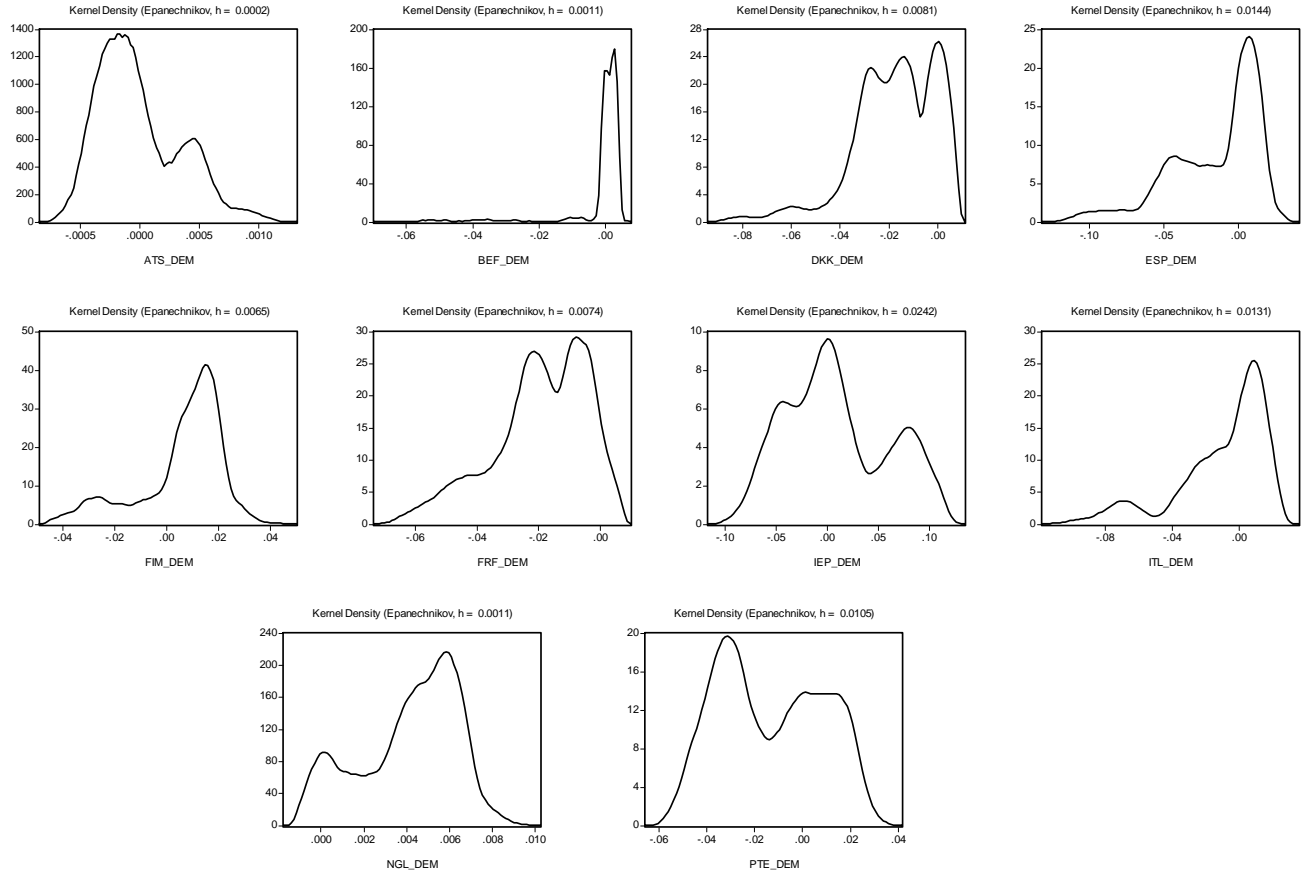 Kernel Density (Epanechnikov, h = 0.0002)
1400
1200
1000
800
600
400
200
0
-.0005 .0000 .0005 .0010
ATS_DEM
Kernel Density (Epanechnikov, h = 0.0011)
200
160
120
80
40
0
-.06 -.04 -.02 .00
BEF_DEM
Kernel Density (Epanechnikov, h = 0.0081)
28
24
20
16
12
8
4
0
-.08 -.06 -.04 -.02 .00
DKK_DEM
Kernel Density (Epanechnikov, h = 0.0144)
25
20
15
10
5
0
-.10 -.05 .00
ESP_DEM
Kernel Density (Epanechnikov, h = 0.0065)
50
40
30
20
10
0
-.04 -.02 .00 .02 .04
FIM_DEM
Kernel Density (Epanechnikov, h = 0.0074)
30
25
20
15
10
5
0
-.06 -.04 -.02 .00
FRF_DEM
Kernel Density (Epanechnikov, h = 0.0242)
10
8
6
4
2
0
-.10 -.05 .00 .05 .10
IEP_DEM
Kernel Density (Epanechnikov, h = 0.0131)
30
25
20
15
10
5
0
-.08 -.04 .00
ITL_DEM
Kernel Density (Epanechnikov, h = 0.0011)
240
200
160
120
80
40
0
.000 .002 .004 .006 .008 .010
NGL_DEM
Kernel Density (Epanechnikov, h = 0.0105)
20
16
12
8
4
0
-.06 -.04 -.02 .00 .02 .04
PTE_DEM